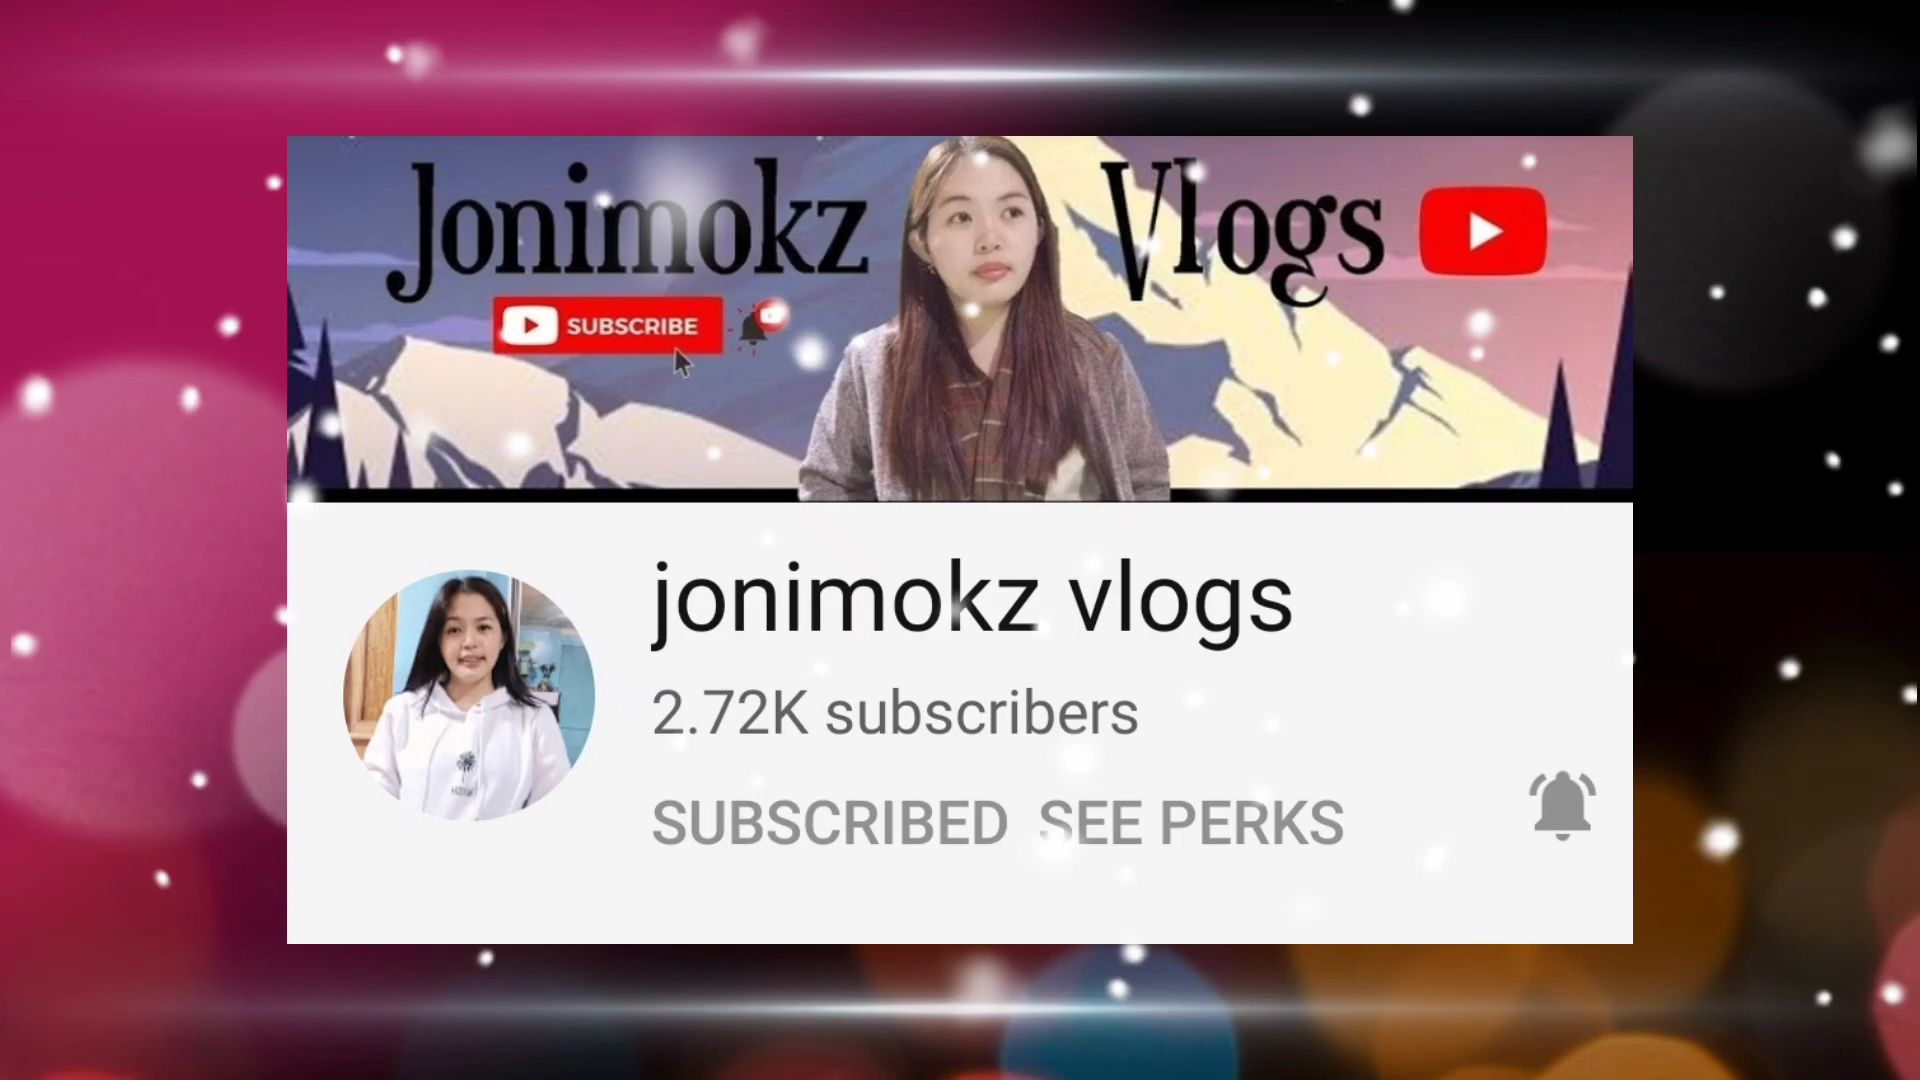 Jonimokz Vlogs
SUBSCRIBE
jonimokz vlogs
2.72K subscribers
SUBSCRIBED SEE PERKS